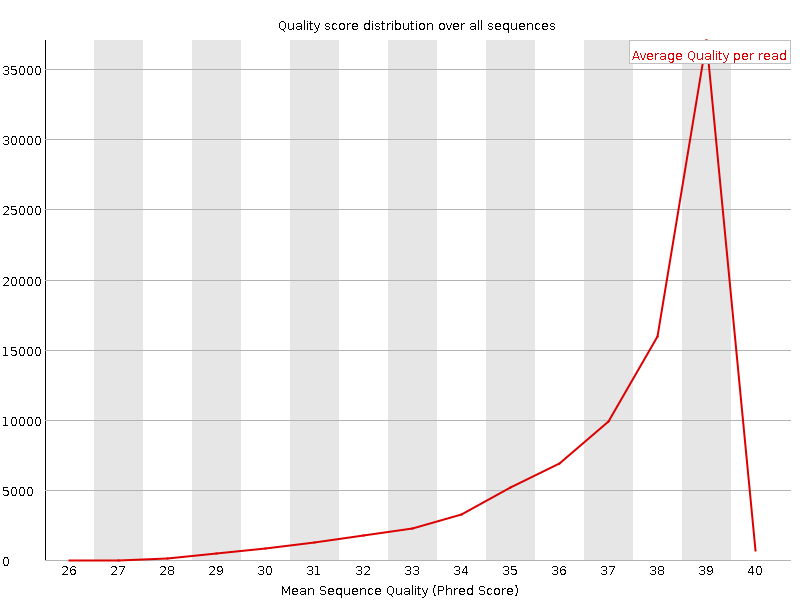 Quality score distribution over all sequences
Average Quality per read
35000
30000
25000
20000
15000
10000
5000
0
26 27 28 29 30 31 32 33 34 35 36 37 38 39 40
Mean Sequence Quality (Phred Score)